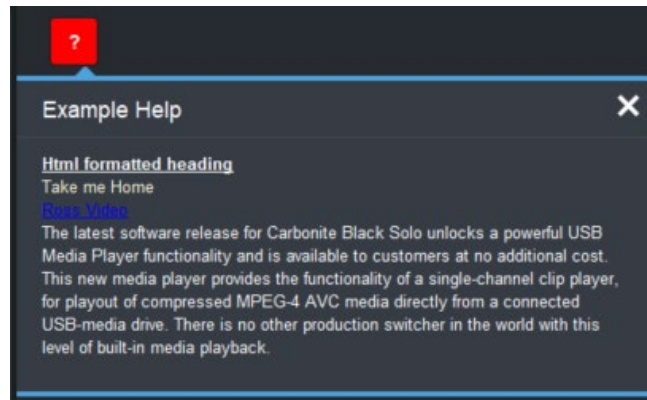 ?
Example Help
Html formatted heading
Take me Home
Ross Video
The latest software release for Carbonite Black Solo unlocks a powerful USB
Media Player functionality and is available to customers at no additional cost.
This new media player provides the functionality of a single-channel clip player,
for playout of compressed MPEG-4 AVC media directly from a connected
USB-media drive. There is no other production switcher in the world with this
level of built-in media playback.